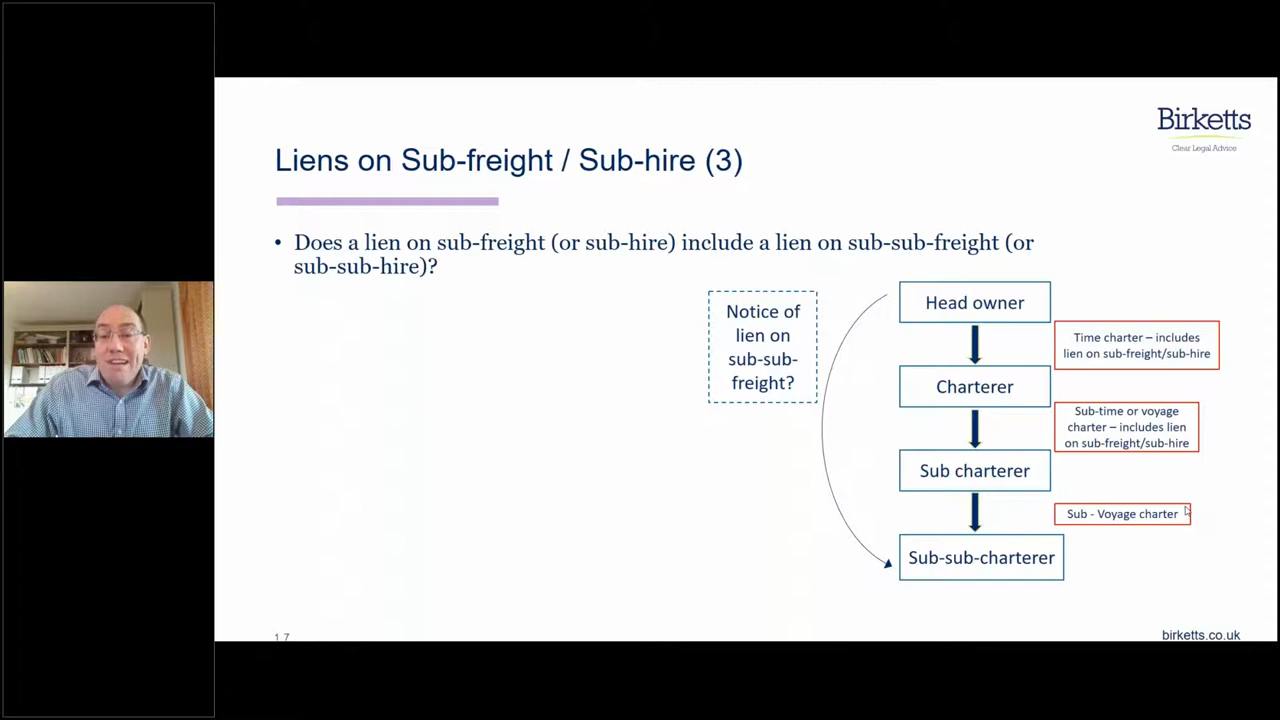 Birketts
Clear Legal Advice
Liens on Sub-freight / Sub-hire (3)
• Does a lien on sub-freight (or sub-hire) include a lien on sub-sub-freight (or
sub-sub-hire)?
Notice of
lien on
sub-sub-
freight?
Head owner
Time charter – includes
lien on sub-freight/sub-hire
Charterer
Sub-time or voyage
charter – includes lien
on sub-freight/sub-hire
Sub charterer
Sub - Voyage charter
Sub-sub-charterer
17
birketts.co.uk